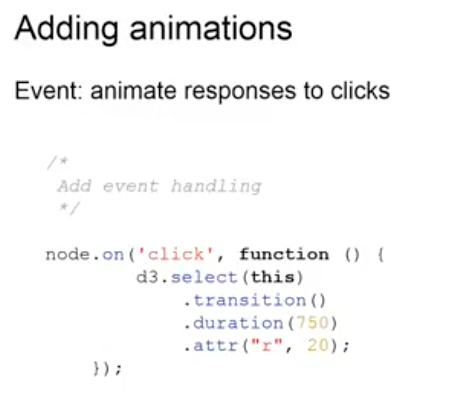 Adding animations
Event: animate responses to clicks
/*
Add event handling
*/
node.on('click', function () {
d3.select(this)
.transition()
.duration(750)
.attr("r", 20);
});